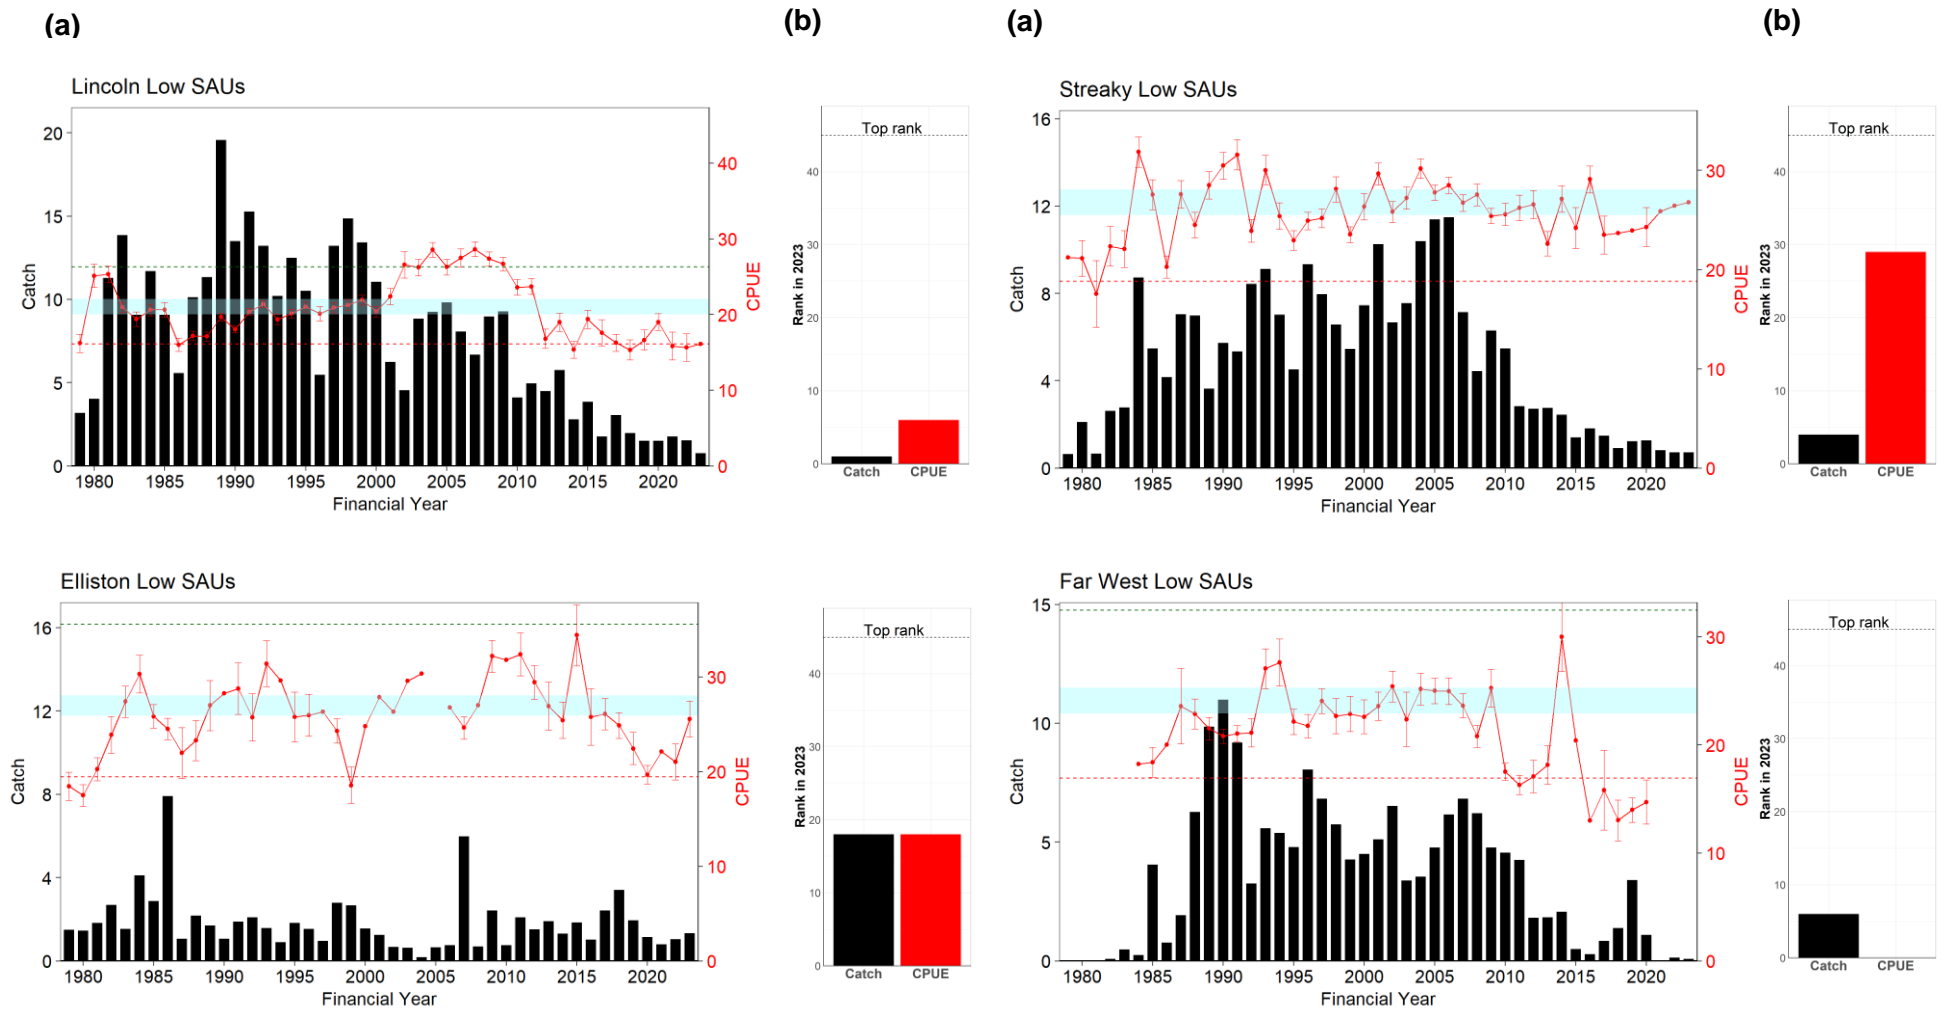 (a)
(b)
(a)
(b)
Lincoln Low SAUs
20
15
10
5
0
Catch
40
30
20
10
0
CPUE
1980 1985 1990 1995 2000 2005 2010 2015 2020
Financial Year
Top rank
40
30
20
10
0
Rank in 2023
Catch CPUE
Streaky Low SAUs
16
12
8
4
0
Catch
30
20
10
0
CPUE
1980 1985 1990 1995 2000 2005 2010 2015 2020
Financial Year
Top rank
40
30
20
10
0
Rank in 2023
Catch CPUE
Elliston Low SAUs
16
12
8
4
0
Catch
30
20
10
0
CPUE
1980 1985 1990 1995 2000 2005 2010 2015 2020
Financial Year
Top rank
40
30
20
10
0
Rank in 2023
Catch CPUE
Far West Low SAUs
15
10
5
0
Catch
30
20
10
0
CPUE
1980 1985 1990 1995 2000 2005 2010 2015 2020
Financial Year
Top rank
40
30
20
10
0
Rank in 2023
Catch CPUE